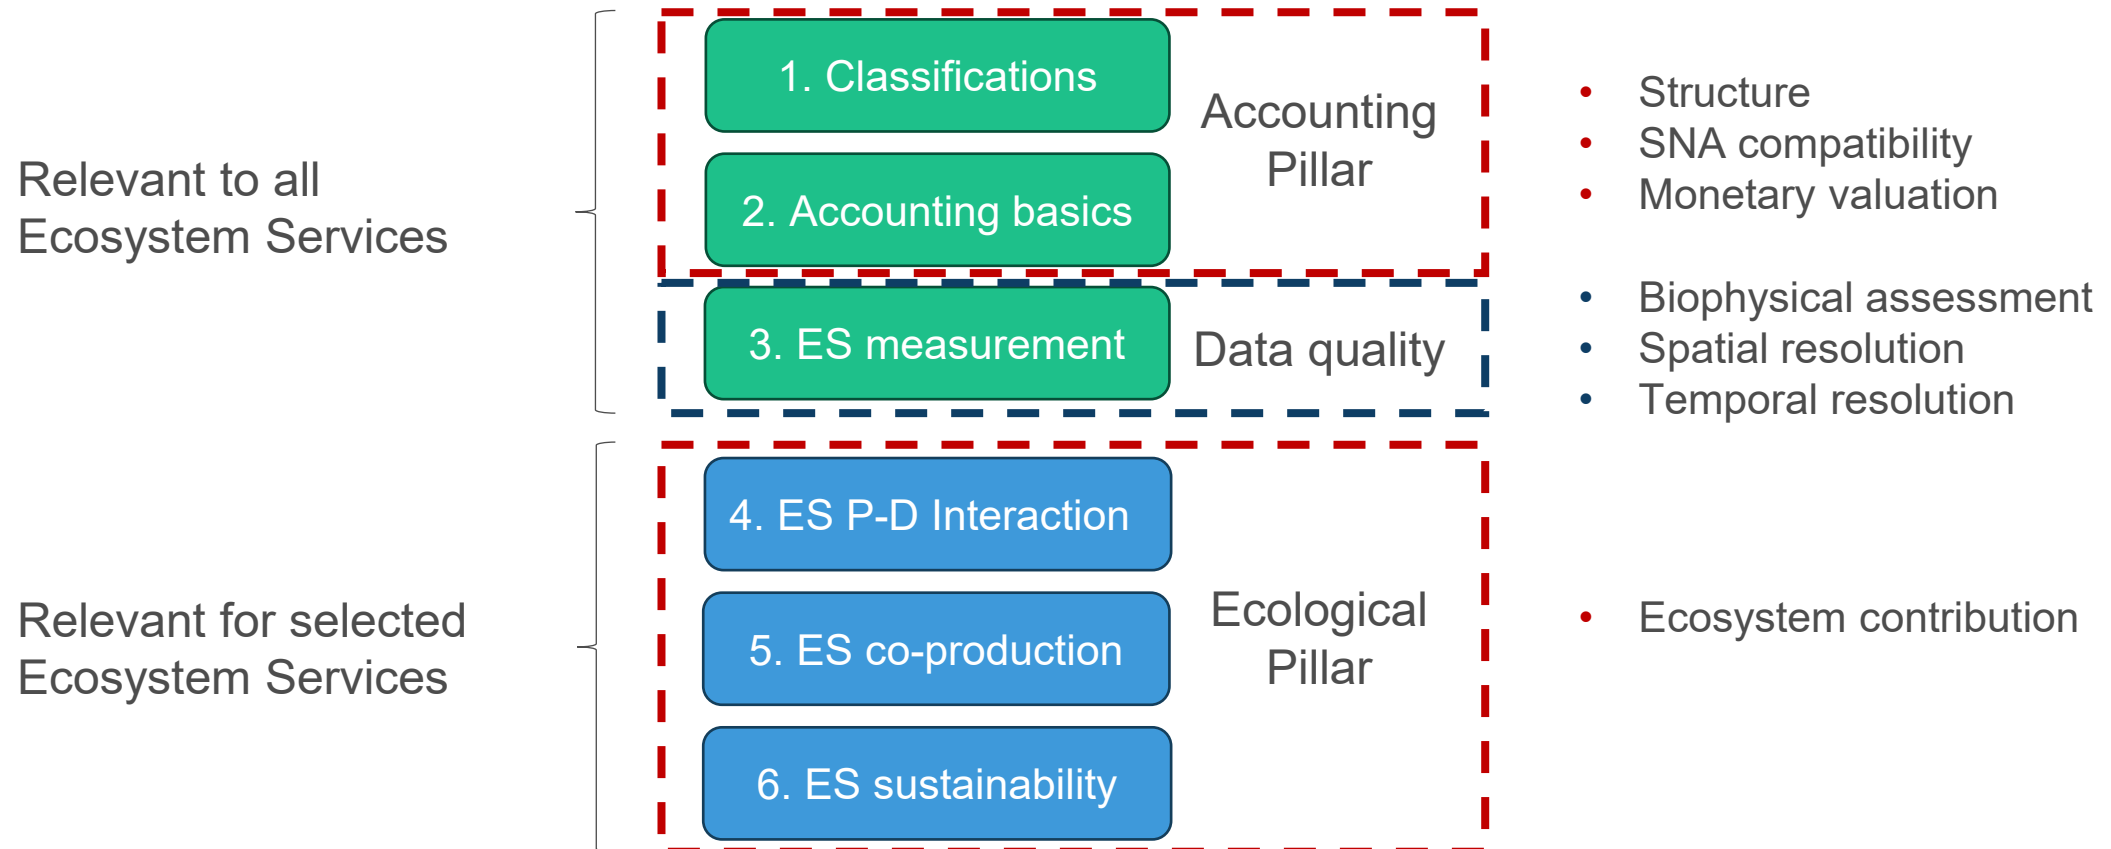 Relevant to all
Ecosystem Services
1. Classifications
2. Accounting basics
Accounting
Pillar
• Structure
• SNA compatibility
• Monetary valuation
3. ES measurement
Data quality
• Biophysical assessment
• Spatial resolution
• Temporal resolution
Relevant for selected
Ecosystem Services
4. ES P-D Interaction
5. ES co-production
6. ES sustainability
Ecological
Pillar
• Ecosystem contribution